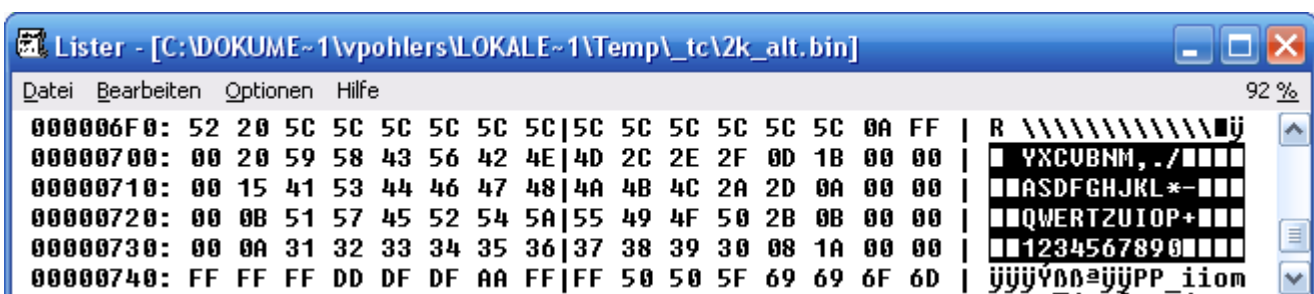 Lister - [C:\DOKUME~1\vpohlers\LOKALE~1\Temp\_tc\2k_alt.bin]
Datei Bearbeiten Optionen Hilfe 92 %
000006F0: 52 20 5C 5C 5C 5C 5C 5C|5C 5C 5C 5C 5C 5C 0A FF | R \\\\\\\\\\\\■ÿ
00000700: 00 20 59 58 43 56 42 4E|4D 2C 2E 2F 0D 1B 00 00 | ■ YXCVBNM,./■■■■
00000710: 00 15 41 53 44 46 47 48|4A 4B 4C 2A 2D 0A 00 00 | ■■ASDFGHJKL*-■■■
00000720: 00 0B 51 57 45 52 54 5A|55 49 4F 50 2B 0B 00 00 | ■■QWERTZUIOP+■■■
00000730: 00 0A 31 32 33 34 35 36|37 38 39 30 08 1A 00 00 | ■■1234567890■■■■
00000740: FF FF FF DD DF DF AA FF|FF 50 50 5F 69 69 6F 6D | ÿÿÿÝßßªÿÿPP_iiom